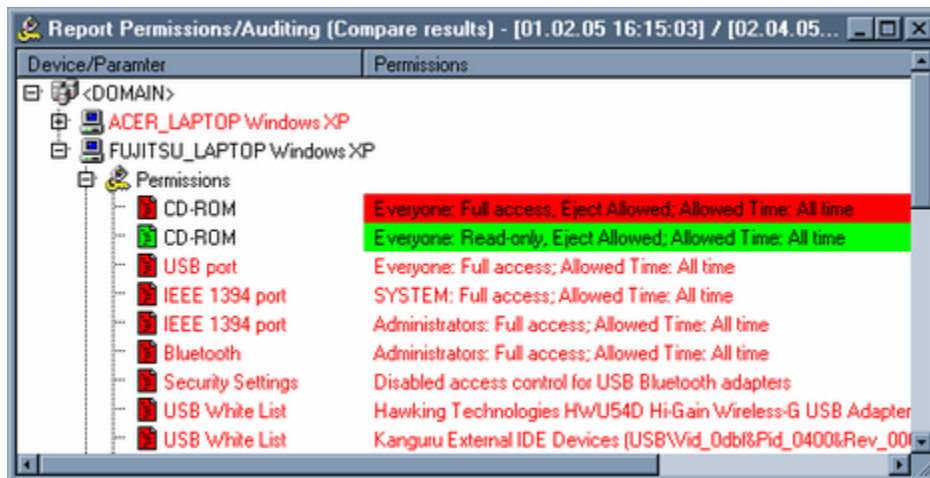 Report Permissions/Auditing (Compare results) - [01.02.05 16:15:03] / [02.04.05...
Device/Paramter Permissions
<DOMAIN>
ACER_LAPTOP Windows XP
FUJITSU_LAPTOP Windows XP
Permissions
CD-ROM Everyone: Full access, Eject Allowed; Allowed Time: All time
CD-ROM Everyone: Read-only, Eject Allowed; Allowed Time: All time
USB port Everyone: Full access; Allowed Time: All time
IEEE 1394 port SYSTEM: Full access; Allowed Time: All time
IEEE 1394 port Administrators: Full access; Allowed Time: All time
Bluetooth Administrators: Full access; Allowed Time: All time
Security Settings Disabled access control for USB Bluetooth adapters
USB White List Hawking Technologies HWU54D Hi-Gain Wireless-G USB Adapter
USB White List Kanguru External IDE Devices (USB\Vid_0dbf&Pid_0400&Rev_00